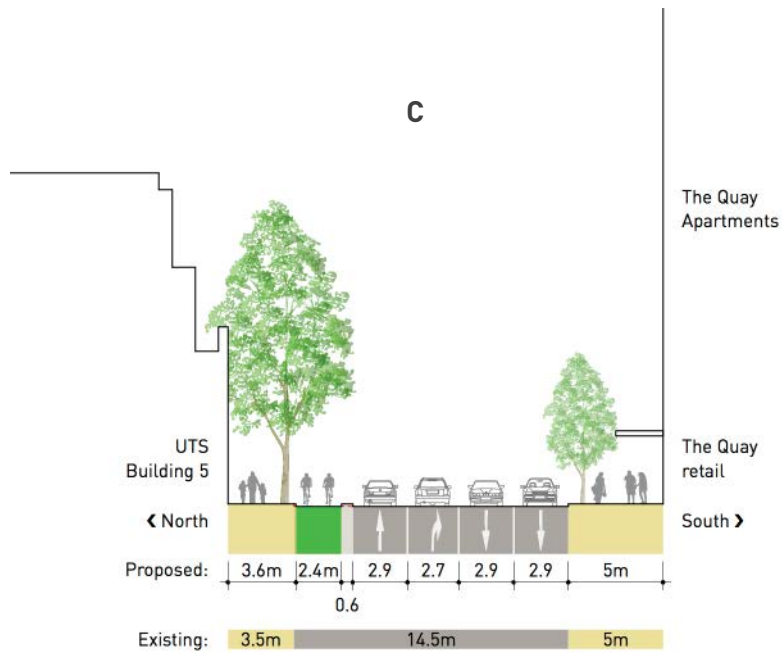 C
The Quay
Apartments
UTS
Building 5
The Quay
retail
‹ North
South ›
Proposed: 3.6m 2.4m 2.9 2.7 2.9 2.9 5m
0.6
Existing: 3.5m 14.5m 5m